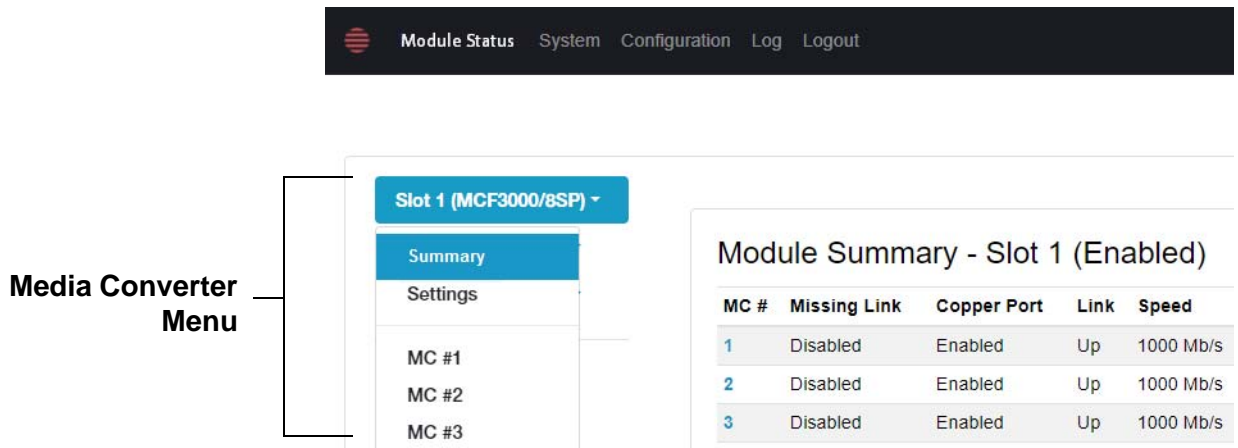 Module Status System Configuration Log Logout
Media Converter
Menu
Slot 1 (MCF3000/8SP)
Summary
Settings
MC #1
MC #2
MC #3
Module Summary - Slot 1 (Enabled)
MC # Missing Link Copper Port Link Speed
1 Disabled Enabled Up 1000 Mb/s
2 Disabled Enabled Up 1000 Mb/s
3 Disabled Enabled Up 1000 Mb/s